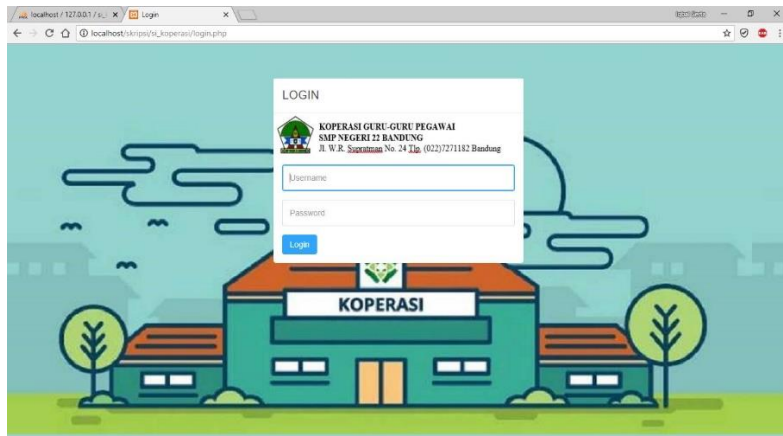 localhost / 127.0.0.1 / si_
Login
localhost/skripsi/si_koperasi/login.php
LOGIN
KOPERASI GURU-GURU PEGAWAI
SMP NEGERI 22 BANDUNG
Jl. W.R. Supratman No. 24 Tlp. (022)7271182 Bandung
Username
Password
Login
KOPERASI